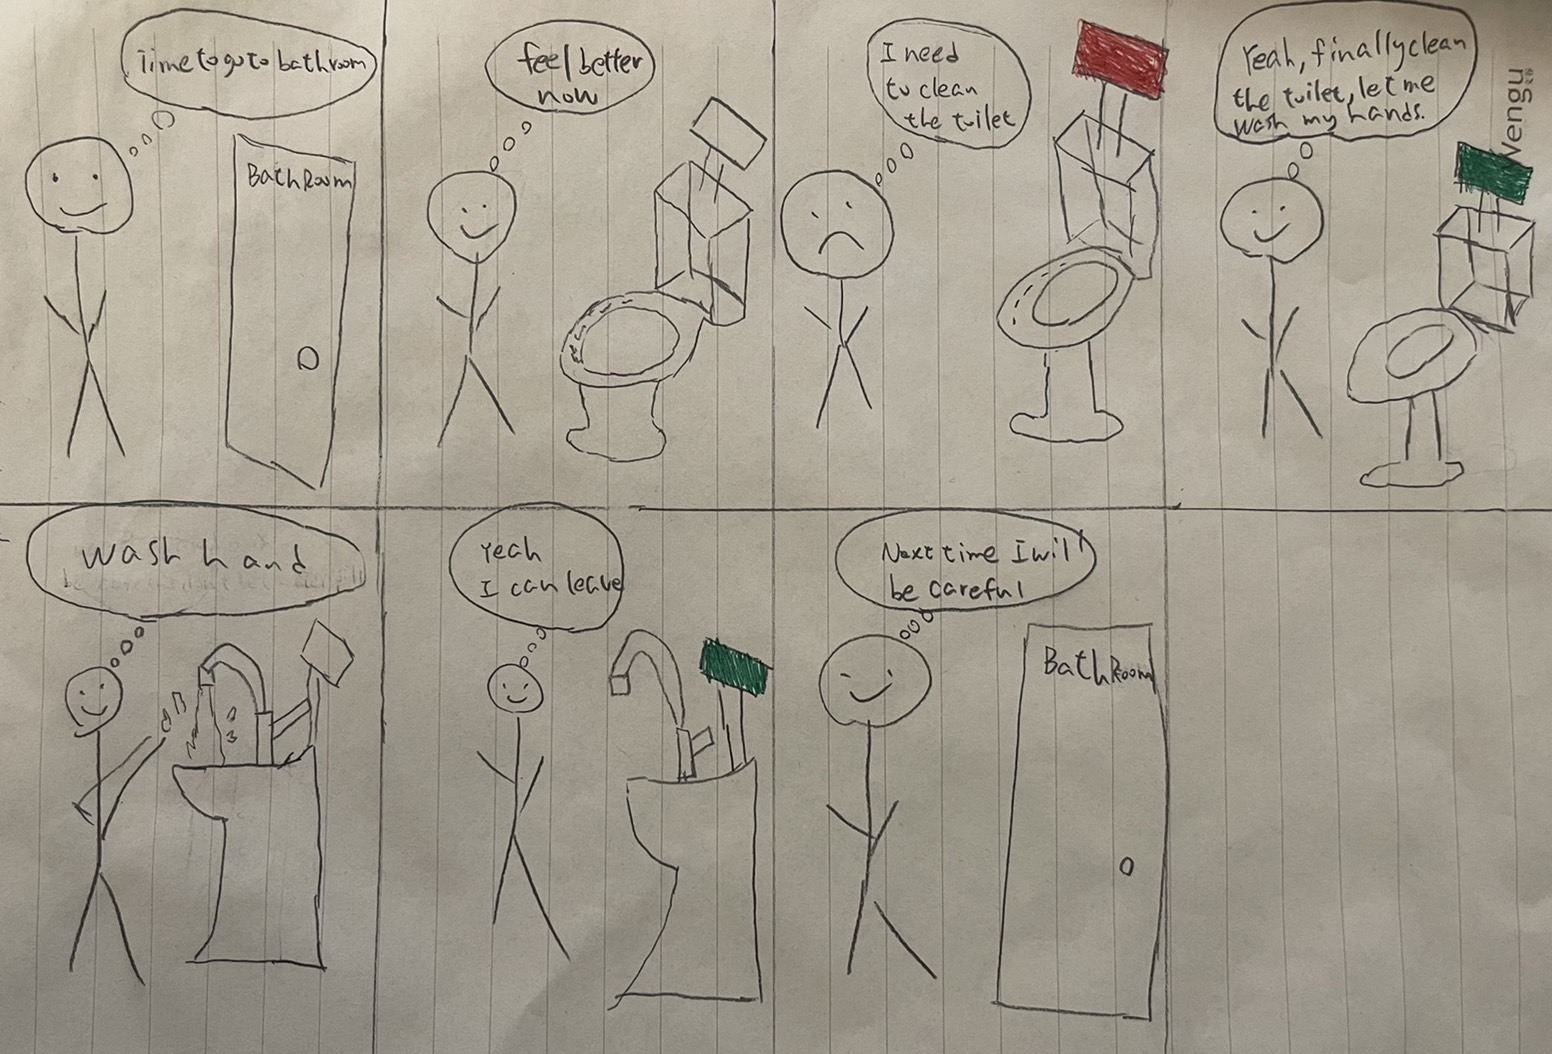 Time to go to bathroom
BathRoom
feel better
now
I need
to clean
the toilet
Yeah, finally clean
the toilet, let me
wash my hands.
Vengu
wash hand
Yeah
I can leave
Next time I will
be careful
BathRoom